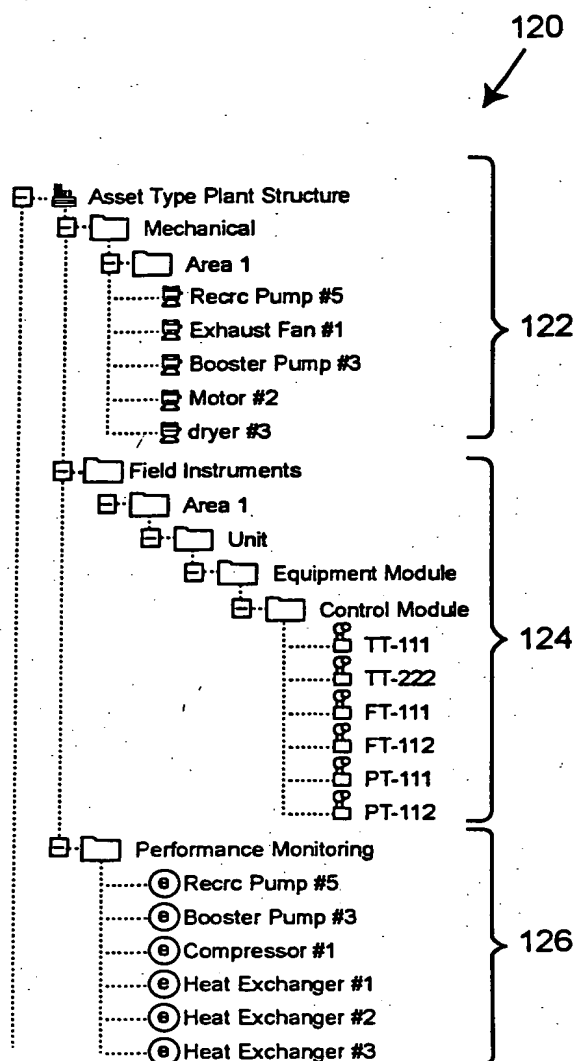 120
Asset Type Plant Structure
Mechanical
Area 1
Recrc Pump #5
Exhaust Fan #1
Booster Pump #3
Motor #2
dryer #3
122
Field Instruments
Area 1
Unit
Equipment Module
Control Module
TT-111
TT-222
FT-111
FT-112
PT-111
PT-112
124
Performance Monitoring
e Recrc Pump #5
e Booster Pump #3
e Compressor #1
e Heat Exchanger #1
e Heat Exchanger #2
e Heat Exchanger #3
126